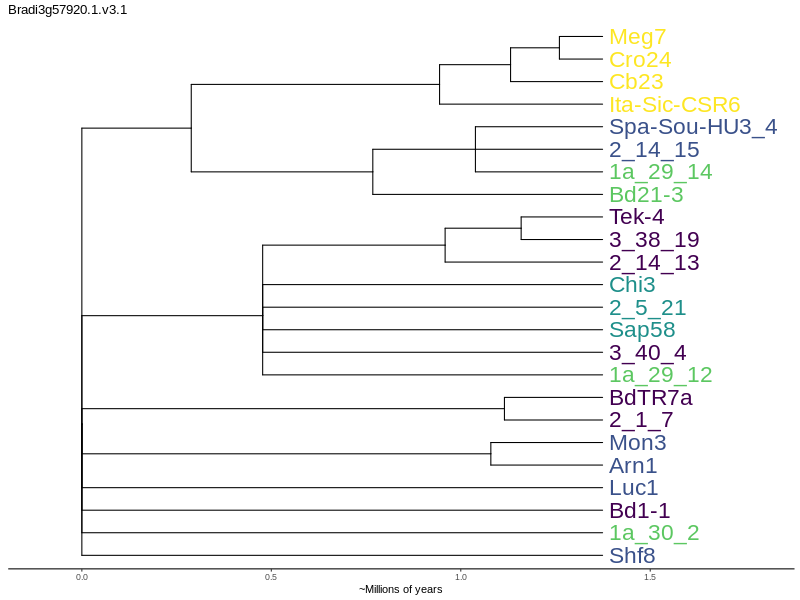 Bradi3g57920.1.v3.1
Meg7
Cro24
Cb23
Ita-Sic-CSR6
Spa-Sou-HU3_4
2_14_15
1a_29_14
Bd21-3
Tek-4
3_38_19
2_14_13
Chi3
2_5_21
Sap58
3_40_4
1a_29_12
BdTR7a
2_1_7
Mon3
Arn1
Luc1
Bd1-1
1a_30_2
Shf8
0.0 0.5 1.0 1.5
~Millions of years